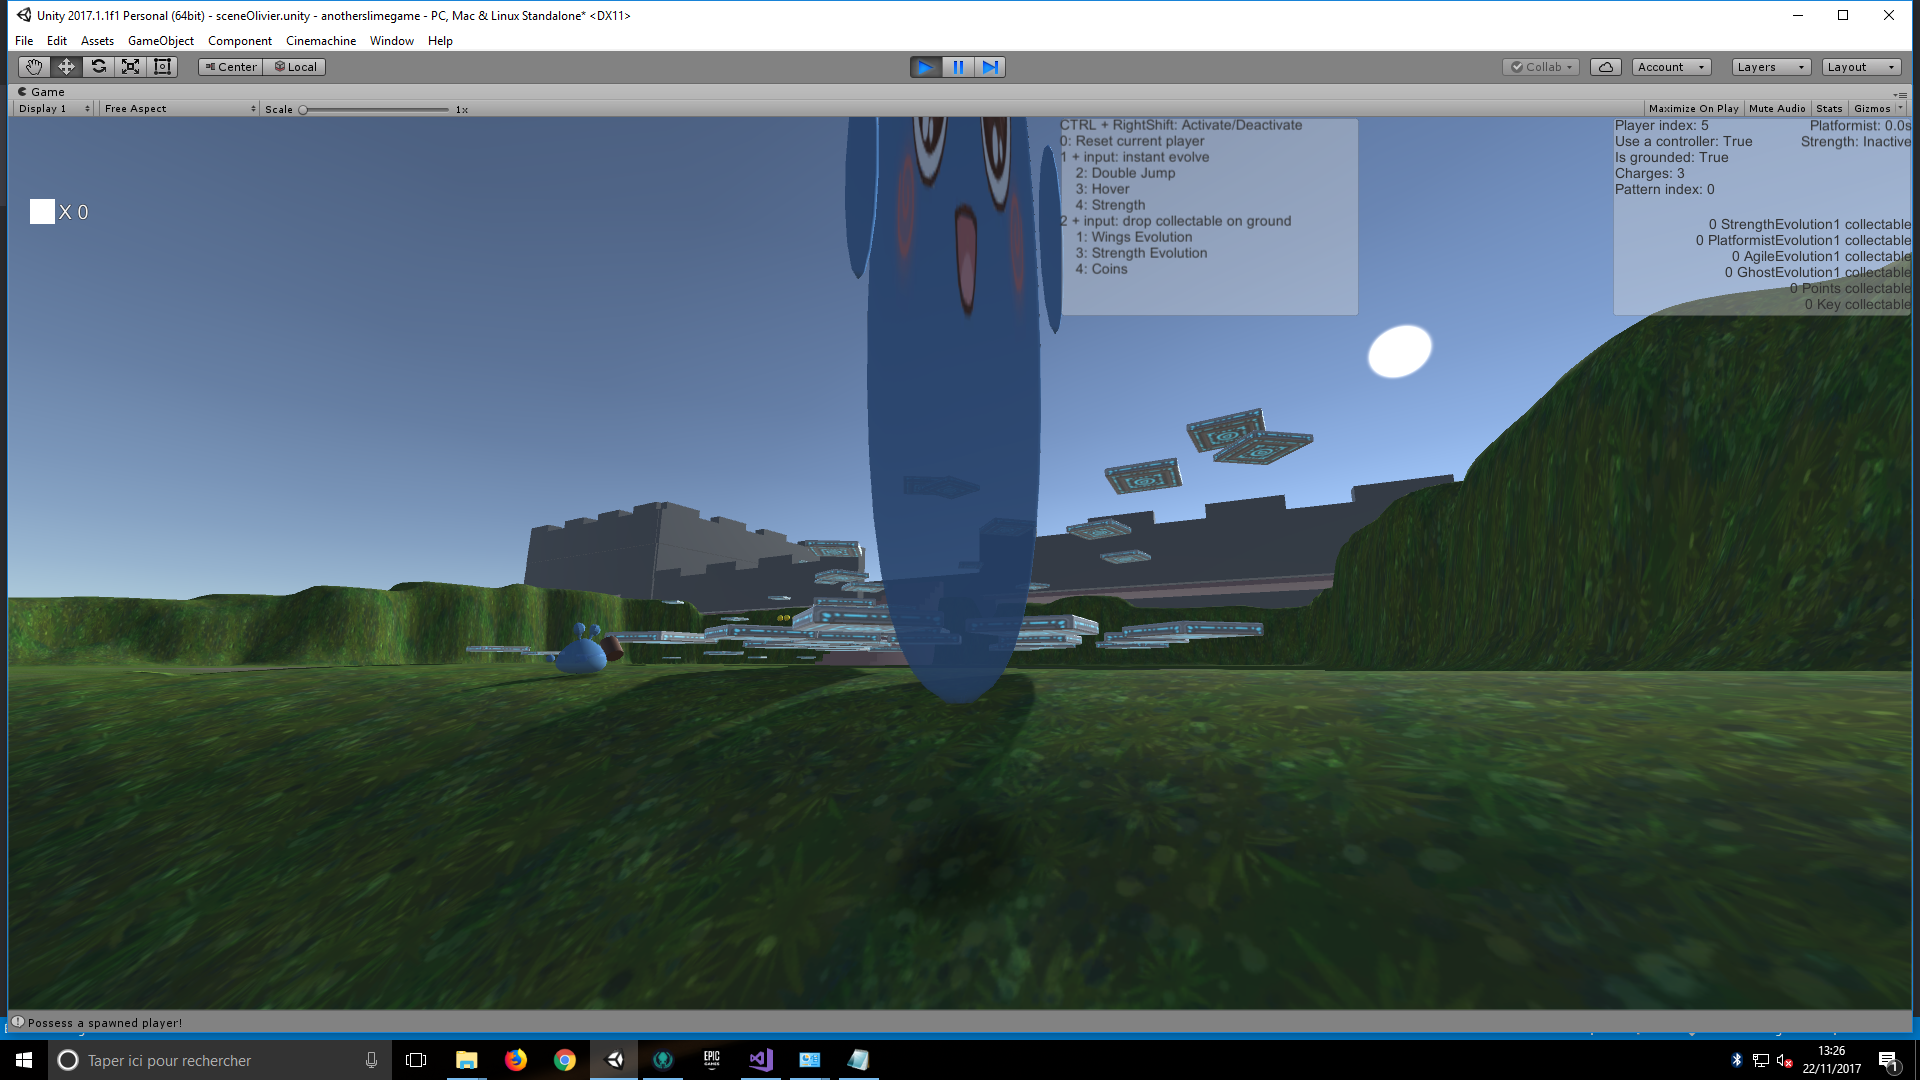 Unity 2017.1.1f1 Personal (64bit) - sceneOlivier.unity - anotherslimegame - PC, Mac & Linux Standalone* <DX11>
File Edit Assets GameObject Component Cinemachine Window Help
Center Local Collab Account Layers Layout
Game
Display 1 Free Aspect Scale 1x Maximize On Play Mute Audio Stats Gizmos
X 0
CTRL + RightShift: Activate/Deactivate
0: Reset current player
1 + input: instant evolve
2: Double Jump
3: Hover
4: Strength
2 + input: drop collectable on ground
1: Wings Evolution
3: Strength Evolution
4: Coins
Player index: 5 Platformist: 0.0s
Use a controller: True Strength: Inactive
Is grounded: True
Charges: 3
Pattern index: 0
0 StrengthEvolution1 collectable
0 PlatformistEvolution1 collectable
0 AgileEvolution1 collectable
0 GhostEvolution1 collectable
0 Points collectable
0 Key collectable
Possess a spawned player!
Taper ici pour rechercher
EPIC
GAMES
13:26
22/11/2017
1